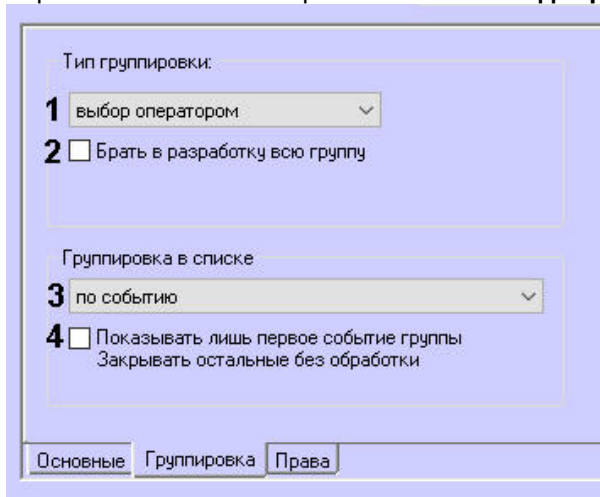 Тип группировки:
1 выбор оператором
2 Брать в разработку всю группу
Группировка в списке
3 по событию
4 Показывать лишь первое событие группы
Закрывать остальные без обработки
Основные Группировка Права